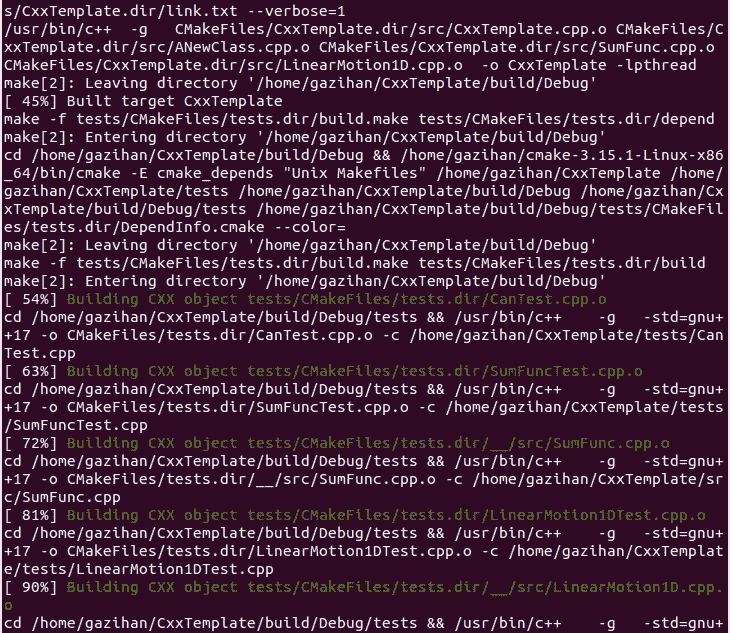 s/CxxTemplate.dir/link.txt --verbose=1
/usr/bin/c++  -g   CMakeFiles/CxxTemplate.dir/src/CxxTemplate.cpp.o CMakeFiles/C
xxTemplate.dir/src/ANewClass.cpp.o CMakeFiles/CxxTemplate.dir/src/SumFunc.cpp.o
CMakeFiles/CxxTemplate.dir/src/LinearMotion1D.cpp.o  -o CxxTemplate -lpthread
make[2]: Leaving directory '/home/gazihan/CxxTemplate/build/Debug'
[ 45%] Built target CxxTemplate
make -f tests/CMakeFiles/tests.dir/build.make tests/CMakeFiles/tests.dir/depend
make[2]: Entering directory '/home/gazihan/CxxTemplate/build/Debug'
cd /home/gazihan/CxxTemplate/build/Debug && /home/gazihan/cmake-3.15.1-Linux-x86
_64/bin/cmake -E cmake_depends "Unix Makefiles" /home/gazihan/CxxTemplate /home/
gazihan/CxxTemplate/tests /home/gazihan/CxxTemplate/build/Debug /home/gazihan/Cx
xTemplate/build/Debug/tests /home/gazihan/CxxTemplate/build/Debug/tests/CMakeFil
es/tests.dir/DependInfo.cmake --color=
make[2]: Leaving directory '/home/gazihan/CxxTemplate/build/Debug'
make -f tests/CMakeFiles/tests.dir/build.make tests/CMakeFiles/tests.dir/build
make[2]: Entering directory '/home/gazihan/CxxTemplate/build/Debug'
[ 54%] Building CXX object tests/CMakeFiles/tests.dir/CanTest.cpp.o
cd /home/gazihan/CxxTemplate/build/Debug/tests && /usr/bin/c++    -g   -std=gnu+
+17 -o CMakeFiles/tests.dir/CanTest.cpp.o -c /home/gazihan/CxxTemplate/tests/Can
Test.cpp
[ 63%] Building CXX object tests/CMakeFiles/tests.dir/SumFuncTest.cpp.o
cd /home/gazihan/CxxTemplate/build/Debug/tests && /usr/bin/c++    -g   -std=gnu+
+17 -o CMakeFiles/tests.dir/SumFuncTest.cpp.o -c /home/gazihan/CxxTemplate/tests
/SumFuncTest.cpp
[ 72%] Building CXX object tests/CMakeFiles/tests.dir/__/src/SumFunc.cpp.o
cd /home/gazihan/CxxTemplate/build/Debug/tests && /usr/bin/c++    -g   -std=gnu+
+17 -o CMakeFiles/tests.dir/__/src/SumFunc.cpp.o -c /home/gazihan/CxxTemplate/sr
c/SumFunc.cpp
[ 81%] Building CXX object tests/CMakeFiles/tests.dir/LinearMotion1DTest.cpp.o
cd /home/gazihan/CxxTemplate/build/Debug/tests && /usr/bin/c++    -g   -std=gnu+
+17 -o CMakeFiles/tests.dir/LinearMotion1DTest.cpp.o -c /home/gazihan/CxxTemplat
e/tests/LinearMotion1DTest.cpp
[ 90%] Building CXX object tests/CMakeFiles/tests.dir/__/src/LinearMotion1D.cpp.
o
cd /home/gazihan/CxxTemplate/build/Debug/tests && /usr/bin/c++    -g   -std=gnu+